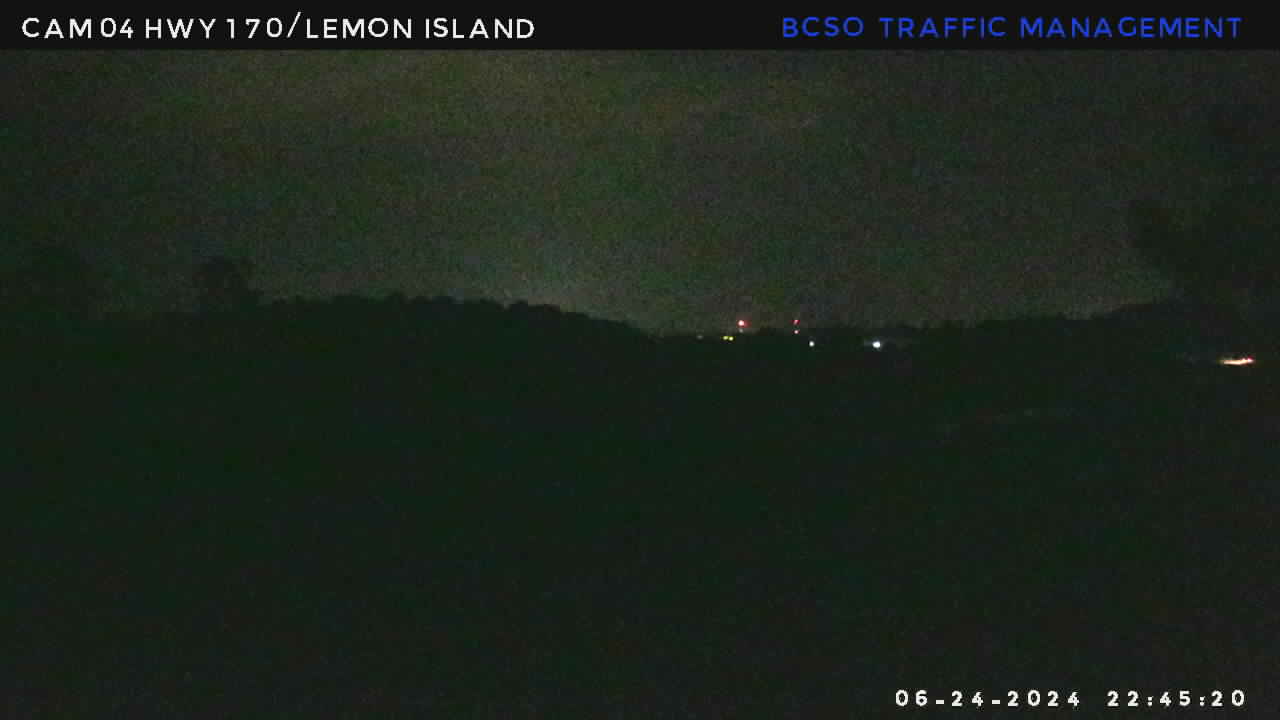 CAM04 HWY 170/LEMON ISLAND
BCSO TRAFFIC MANAGEMENT
06-24-2024 22:45:20